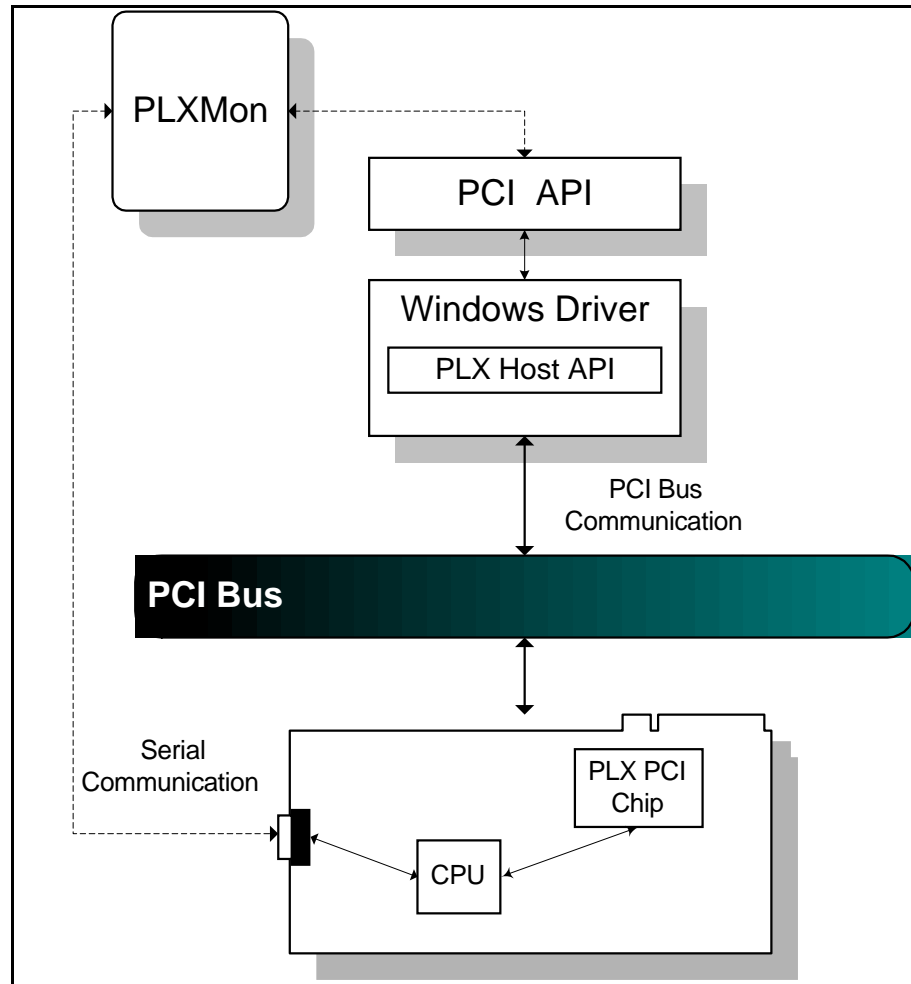 PLXMon
PCI API
Windows Driver
PLX Host API
PCI Bus
Communication
PCI Bus
Serial
Communication
PLX PCI
Chip
CPU